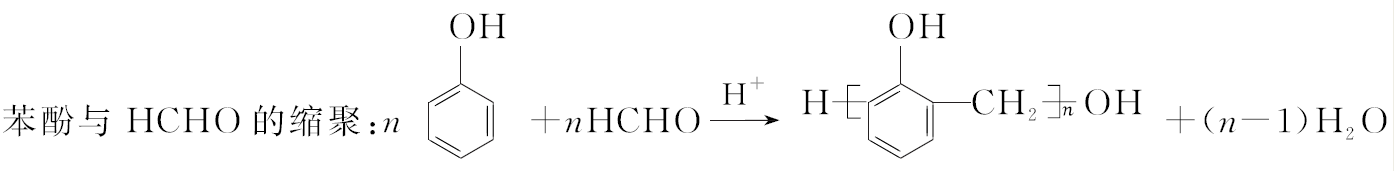 OH OH
苯酚与 HCHO 的缩聚:n +nHCHO H⁺ H CH₂ n OH +(n-1)H₂O